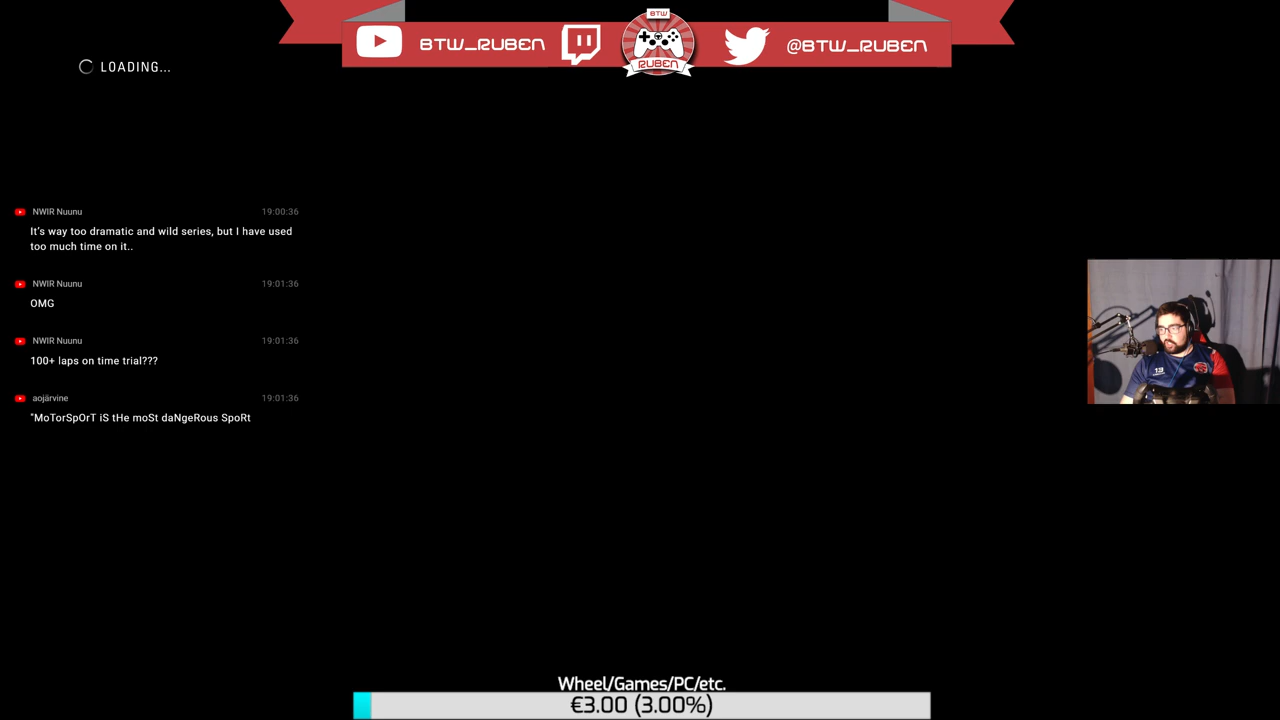 BTW_RUBEN
BTW
RUBEN
@BTW_RUBEN
LOADING...
NWIR Nuunu 19:00:36
It's way too dramatic and wild series, but I have used
too much time on it..
NWIR Nuunu 19:01:36
OMG
NWIR Nuunu 19:01:36
100+ laps on time trial???
aojärvine 19:01:36
"MoTorSpOrT iS tHe moSt daNgeRous SpoRt
13
Wheel/Games/PC/etc.
€3.00 (3.00%)